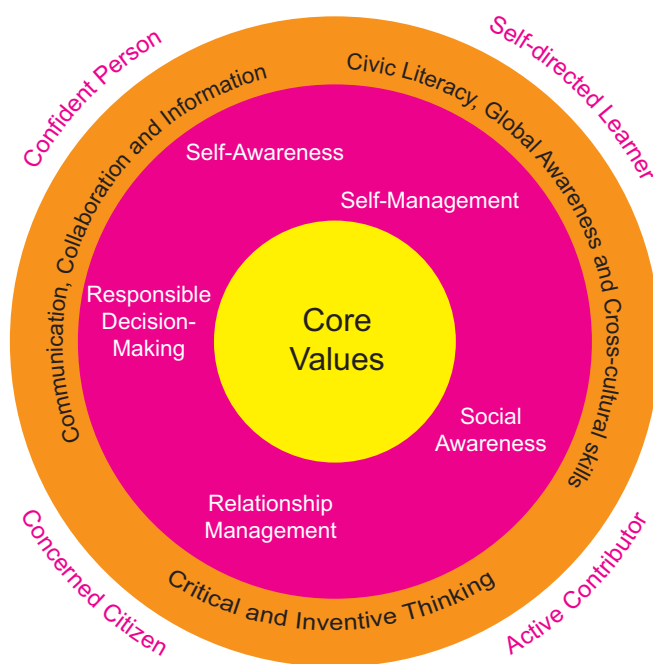 Confident Person
Self-directed Learner
Communication, Collaboration and Information
Civic Literacy, Global Awareness and Cross-cultural skills
Self-Awareness
Self-Management
Responsible
Decision-
Making
Core
Values
Social
Awareness
Relationship
Management
Critical and Inventive Thinking
Concerned Citizen
Active Contributor